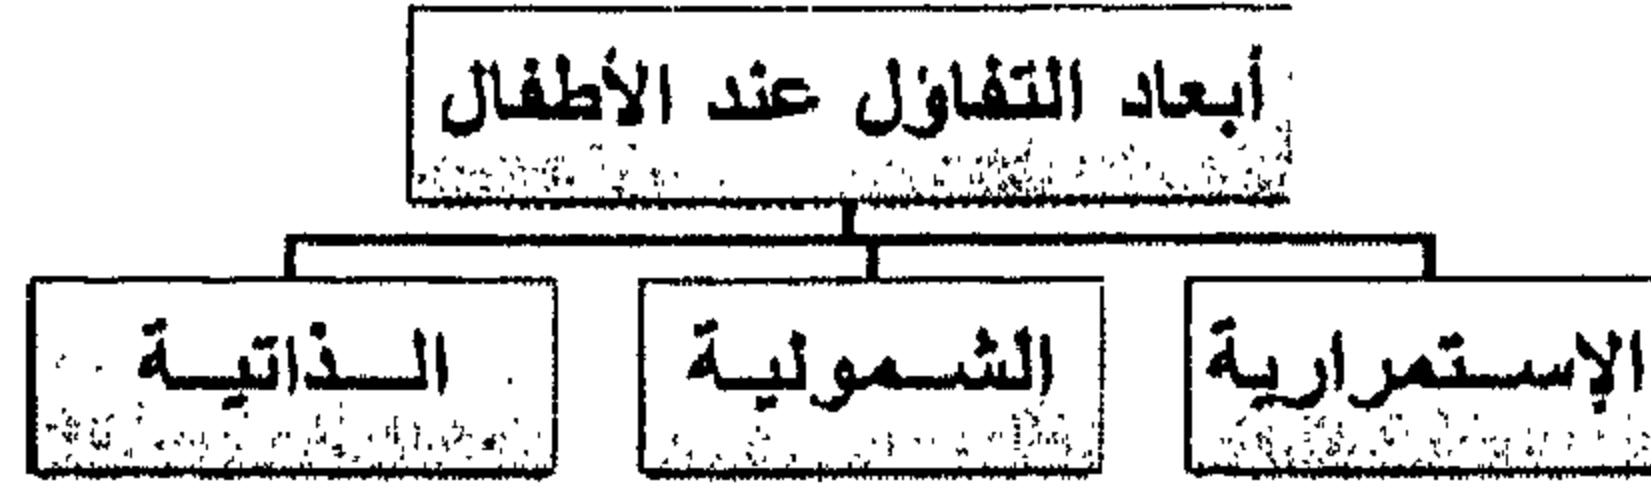 أبعاد التفاؤل عند الأطفال
الإستمرارية
الشمولية
الذاتية